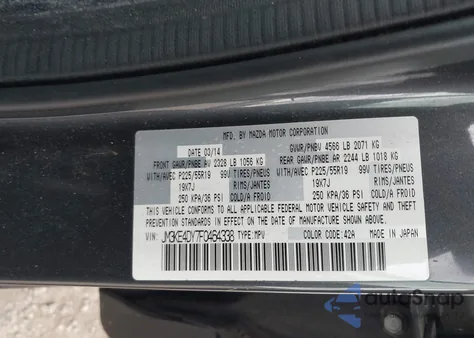 MFD. BY MAZDA MOTOR CORPORATION
DATE 03/14 GVWR/PNBV 4566 LB 2071 KG
FRONT GAWR/PNBE AV 2328 LB 1056 KG REAR GAWR/PNBE AR 2244 LB 1018 KG
WITH/AVEC P225/55R19 99V TIRES/PNEUS WITH/AVEC P225/55R19 99V TIRES/PNEUS
19X7J RIMS/JANTES 19X7J RIMS/JANTES
250 KPA/36 PSI COLD/A FROID 250 KPA/36 PSI COLD/A FROID
THIS VEHICLE CONFORMS TO ALL APPLICABLE FEDERAL MOTOR VEHICLE SAFETY AND THEFT
PREVENTION STANDARDS IN EFFECT ON THE DATE OF MANUFACTURE SHOWN ABOVE.
VIN: JM3KE4DY7F0464338 TYPE:MPV COLOR CODE:42A MADE IN JAPAN
autoSnap